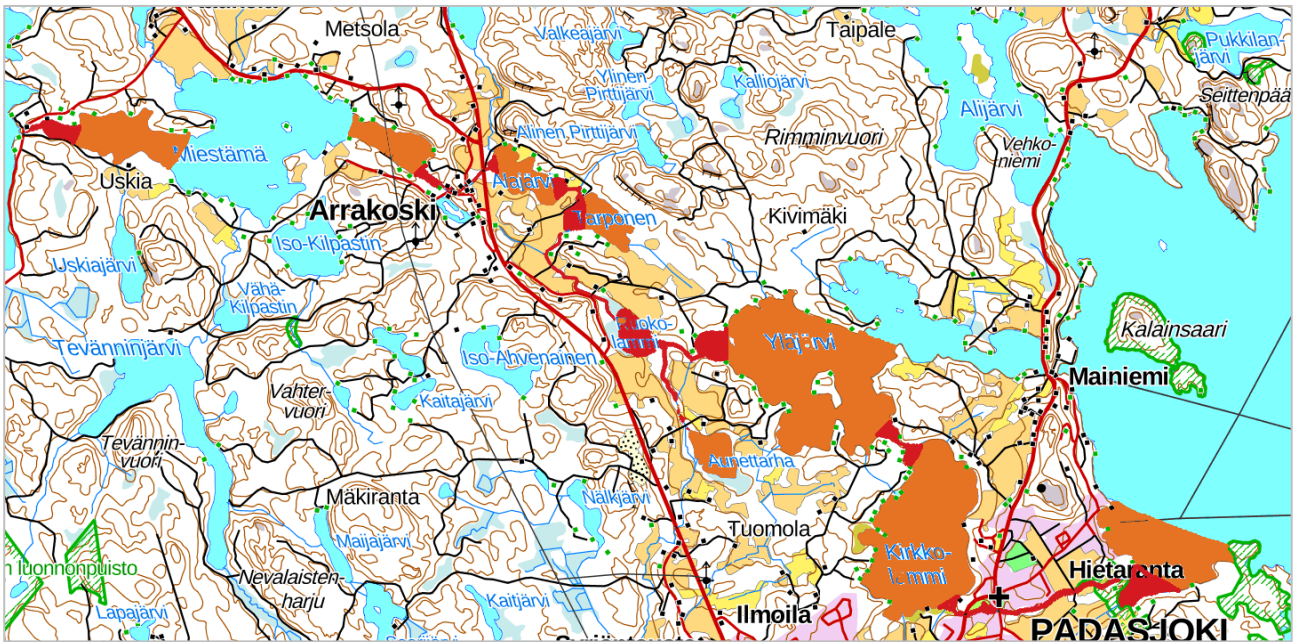 Metsola
Valkeajärvi
Taipale
Pukkilan-
järvi
Ylinen
Pirttijärvi
Kalliojärvi
Seittenpää
Alijärvi
Alinen Pirttijärvi
Rimminvuori
Vehko-
niemi
Miestämä
Uskia
Alajärvi
Arrakoski
Tarponen
Kivimäki
Iso-Kilpastin
Uskiajärvi
Vähä-
Kilpastin
Ruoko-
lammi
Kalainsaari
Yläjärvi
Tevänninjärvi
Iso-Ahvenainen
Mainiemi
Vahter-
vuori
Kaitajärvi
Tevännin-
vuori
Aunettarha
Mäkiranta
Nälkjärvi
Tuomola
Maijajärvi
Kirkko-
lammi
n luonnonpuisto
Nevalaisten-
harju
Hietaranta
Kaitjärvi
Lapajärvi
Ilmoila
PADASJOKI